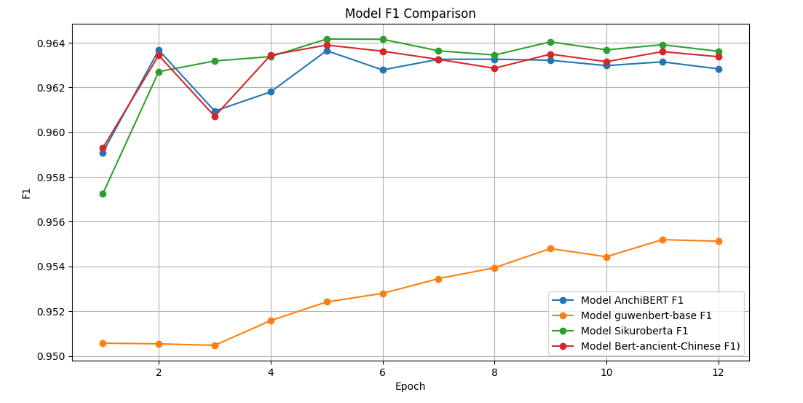 Model F1 Comparison
0.964
0.962
0.960
0.958
0.956
0.954
0.952
0.950
F1
2
4
6
8
10
12
Epoch
Model AnchiBERT F1
Model guwenbert-base F1
Model Sikuroberta F1
Model Bert-ancient-Chinese F1)